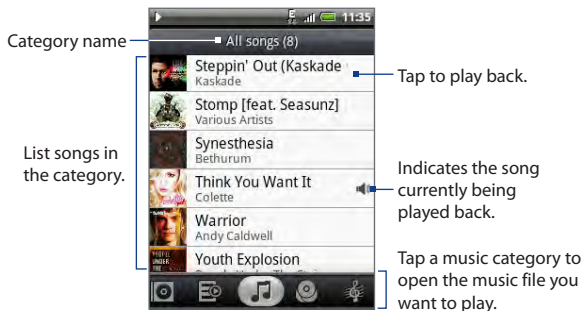 11:35
Category name
All songs (8)
Steppin' Out (Kaskade
Kaskade
Tap to play back.
Stomp [feat. Seasunz]
Various Artists
List songs in
the category.
Synesthesia
Bethurum
Think You Want It
Colette
Indicates the song
currently being
played back.
Warrior
Andy Caldwell
Youth Explosion
Tap a music category to
open the music file you
want to play.